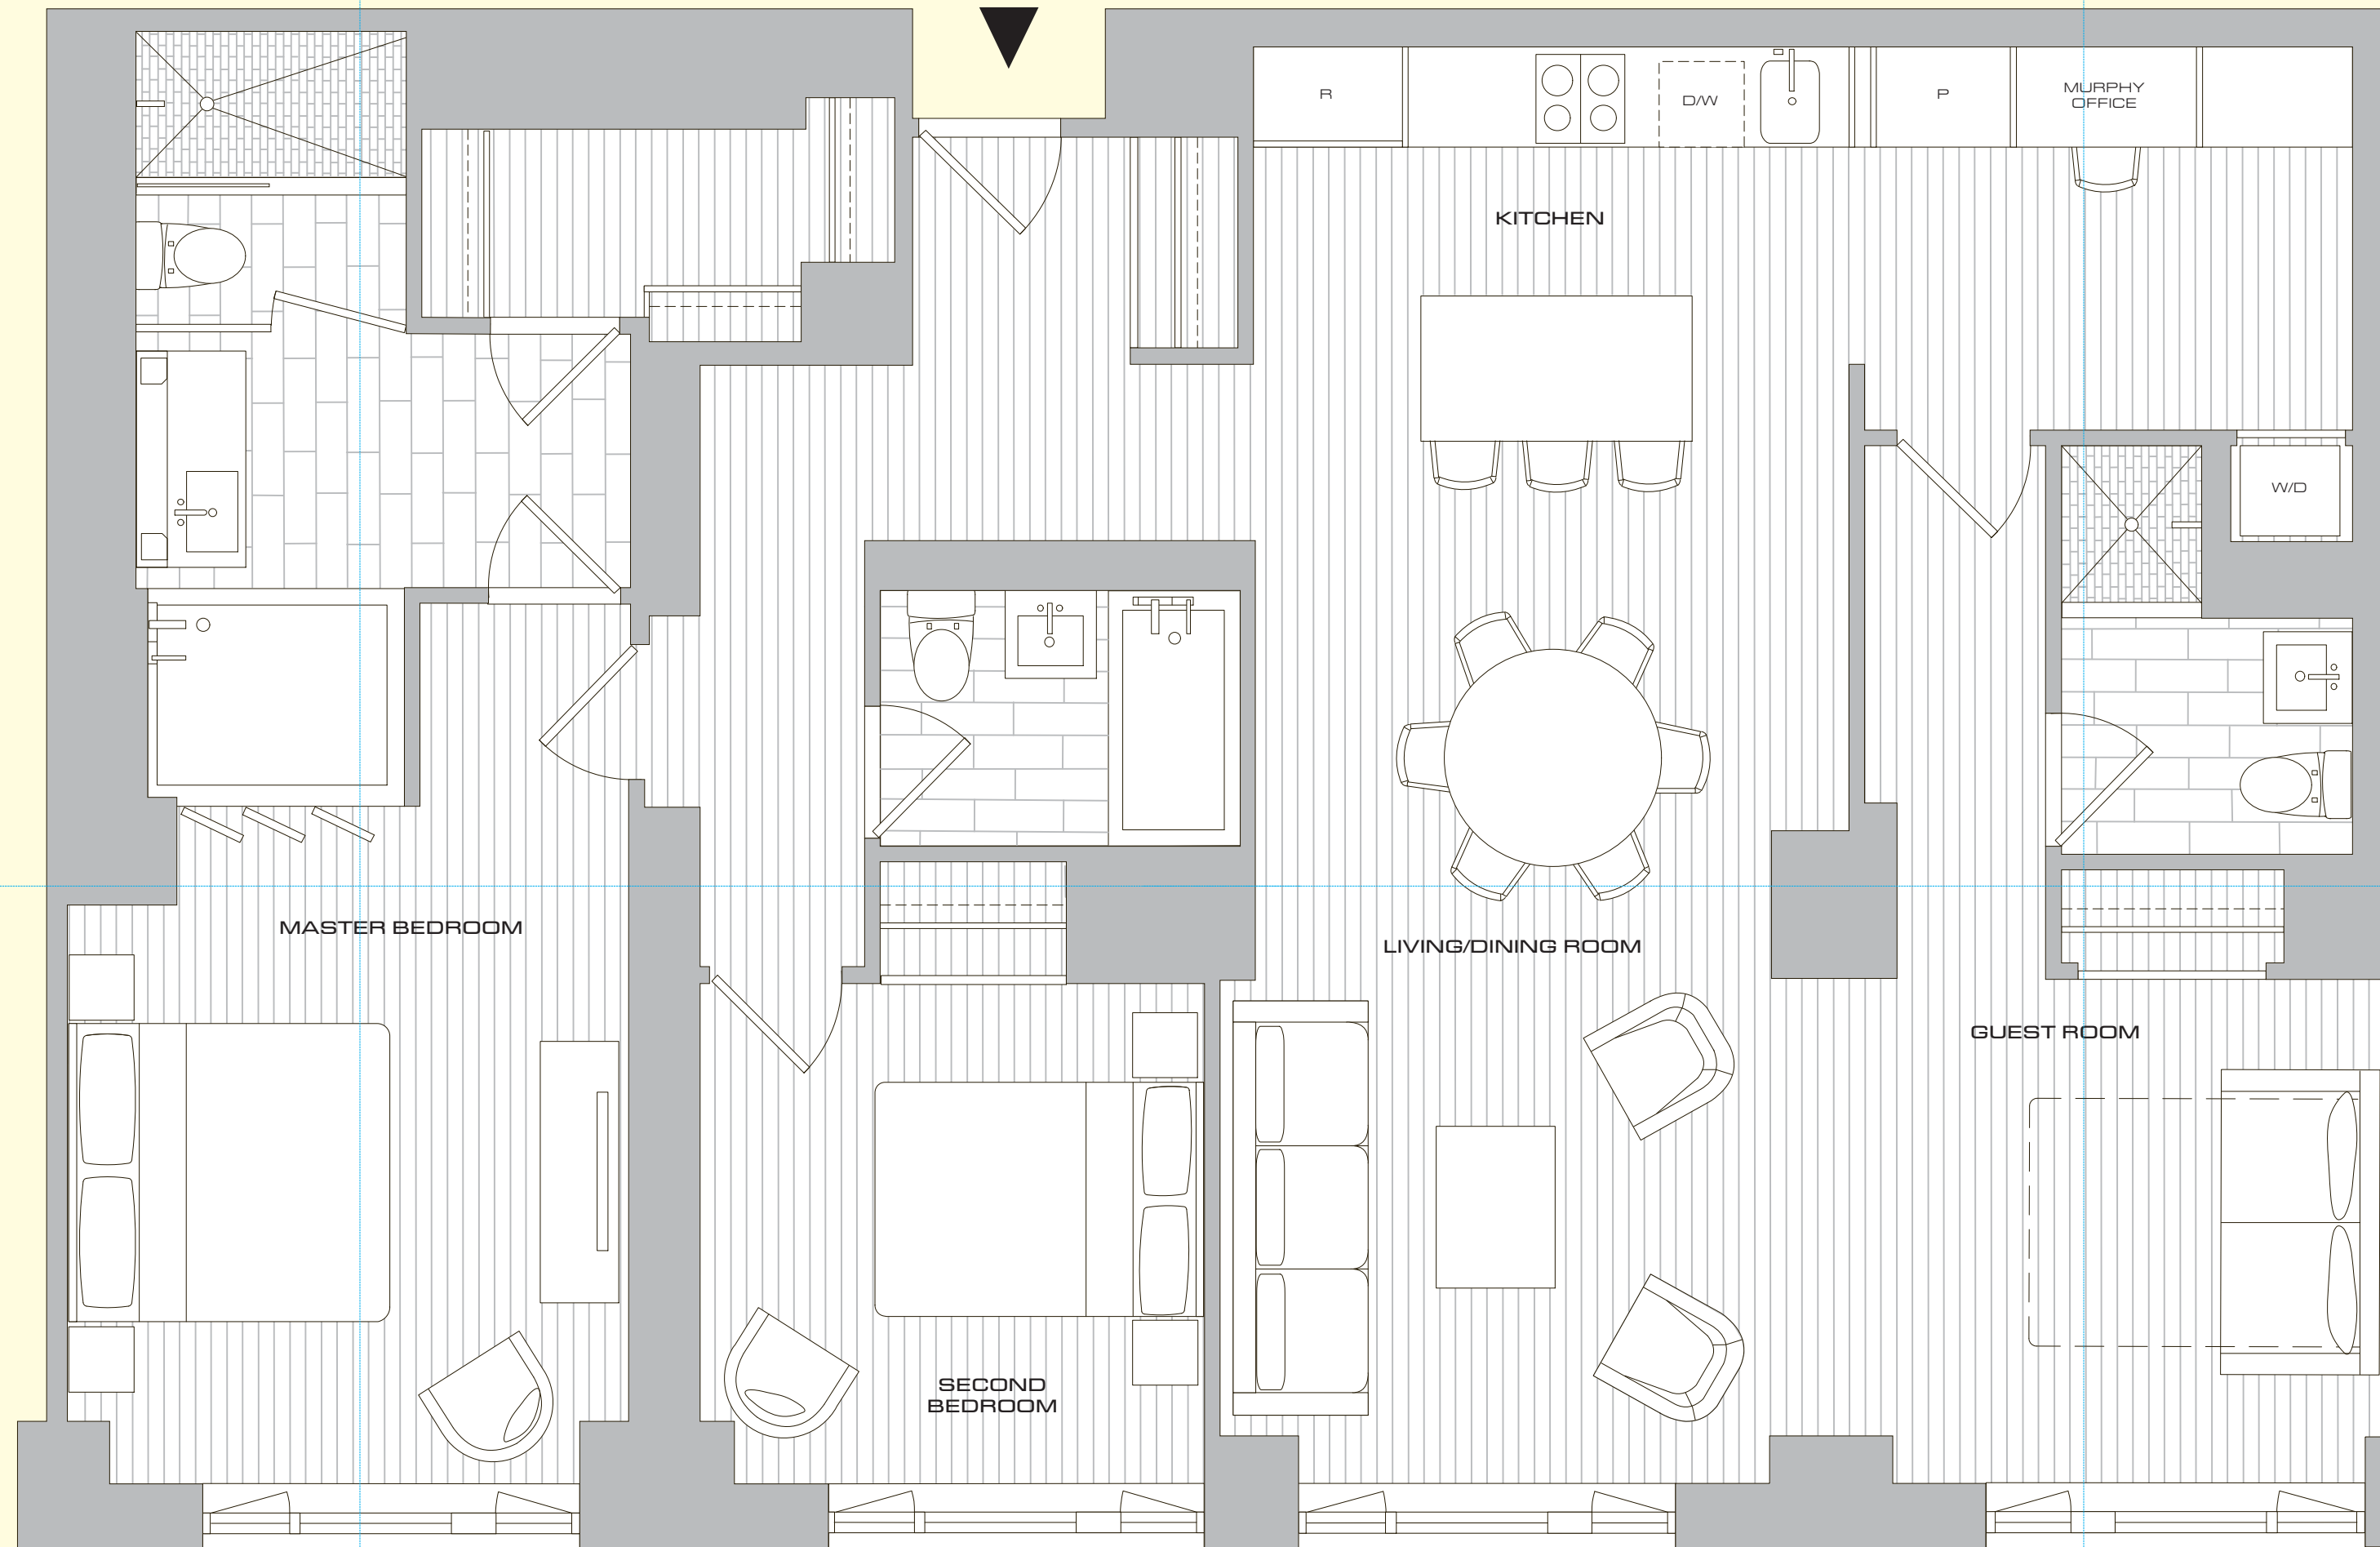 R
D/W
P
MURPHY
OFFICE
KITCHEN
W/D
MASTER BEDROOM
LIVING/DINING ROOM
GUEST ROOM
SECOND
BEDROOM